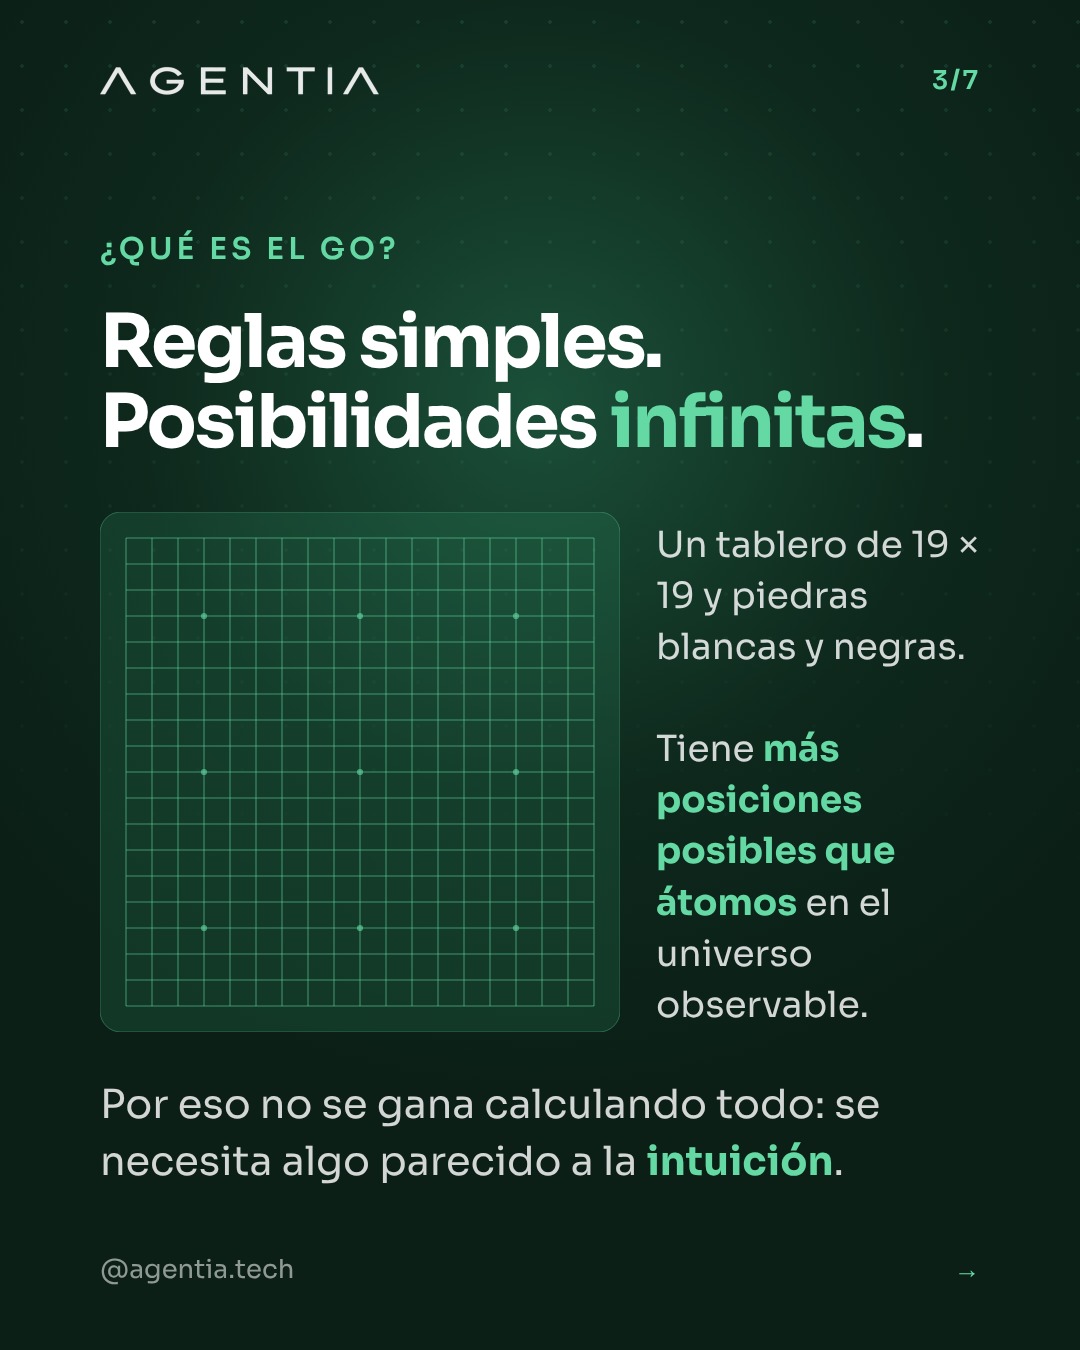 AGENTIA
3/7
¿QUÉ ES EL GO?
Reglas simples.
Posibilidades infinitas.
Un tablero de 19 ×
19 y piedras
blancas y negras.
Tiene más
posiciones
posibles que
átomos en el
universo
observable.
Por eso no se gana calculando todo: se
necesita algo parecido a la intuición.
@agentia.tech
→